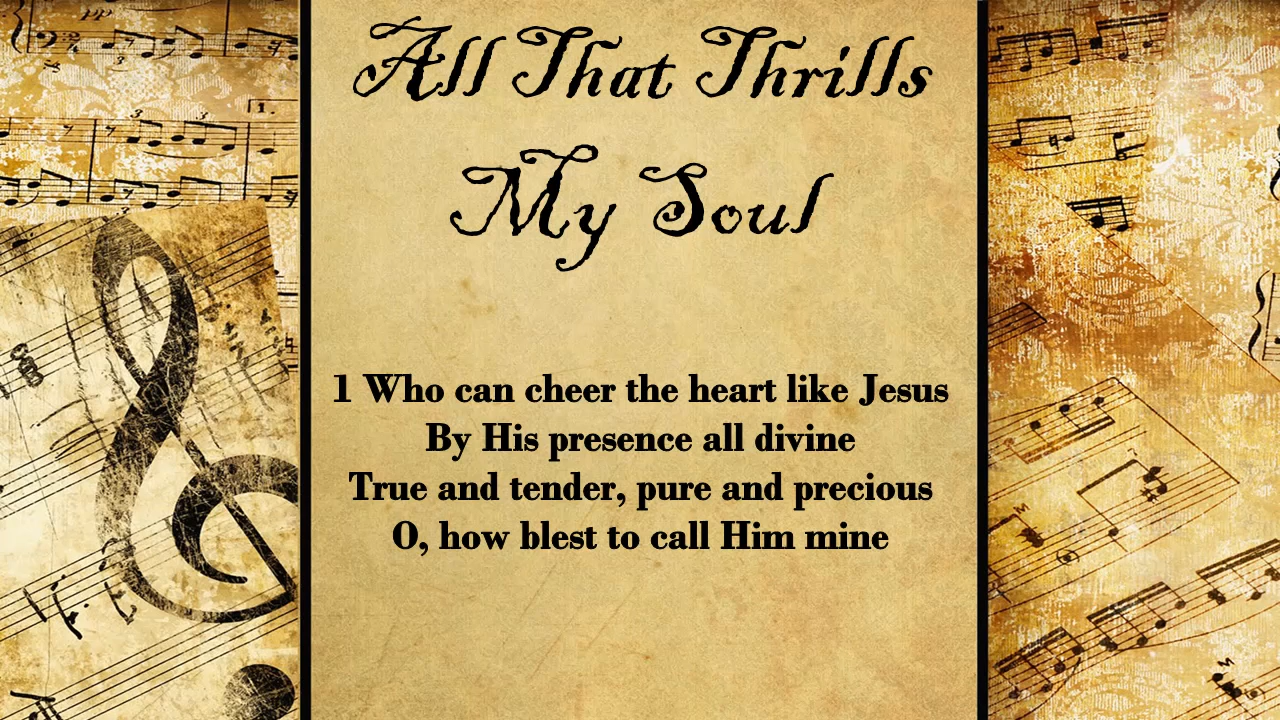 All That Thrills
My Soul
1 Who can cheer the heart like Jesus
By His presence all divine
True and tender, pure and precious
O, how blest to call Him mine